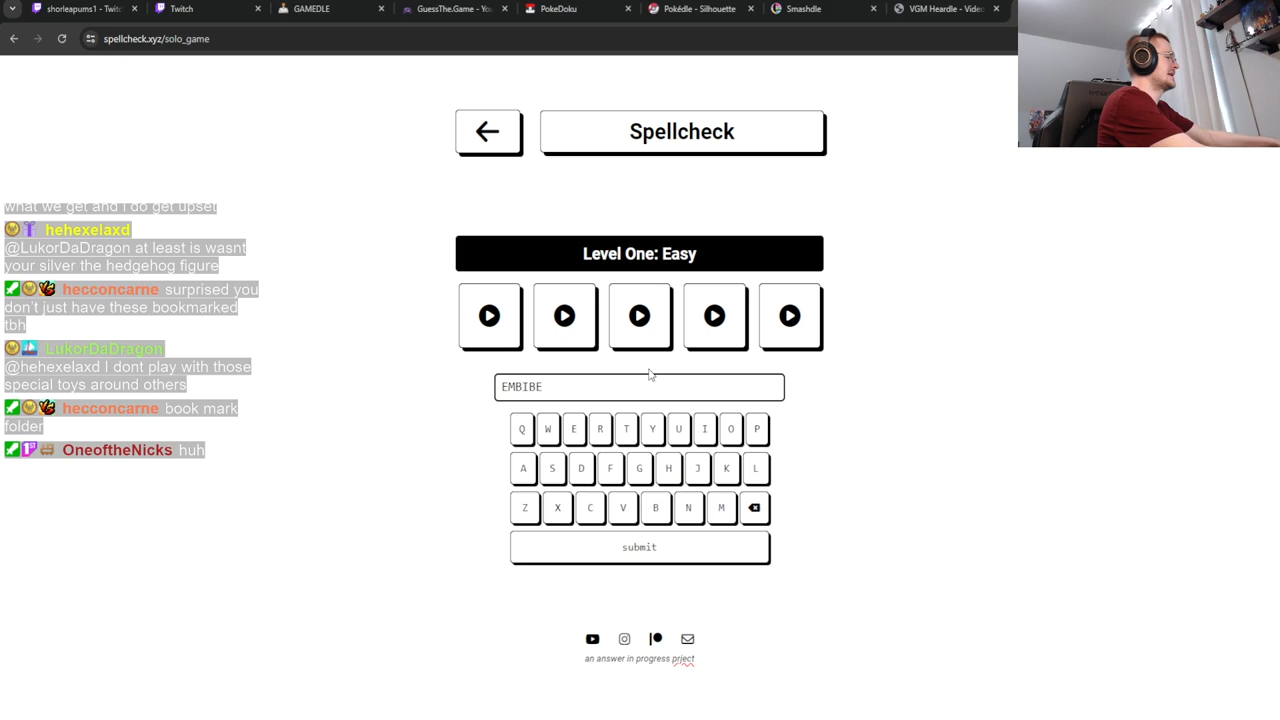 shorleapums1 - Twitc
Twitch
GAMEDLE
GuessThe.Game - Yo
PokeDoku
Pokédle - Silhouette
Smashdle
VGM Heardle - Video
spellcheck.xyz/solo_game
Spellcheck
what we get and I do get upset
hehexelaxd
@LukorDaDragon at least is wasnt
your silver the hedgehog figure
hecconcarne surprised you
don't just have these bookmarked
tbh
LukorDaDragon
@hehexelaxd I dont play with those
special toys around others
hecconcarne book mark
folder
OneoftheNicks huh
Level One: Easy
EMBIBE
Q W E R T Y U I O P
A S D F G H J K L
Z X C V B N M
submit
an answer in progress prject